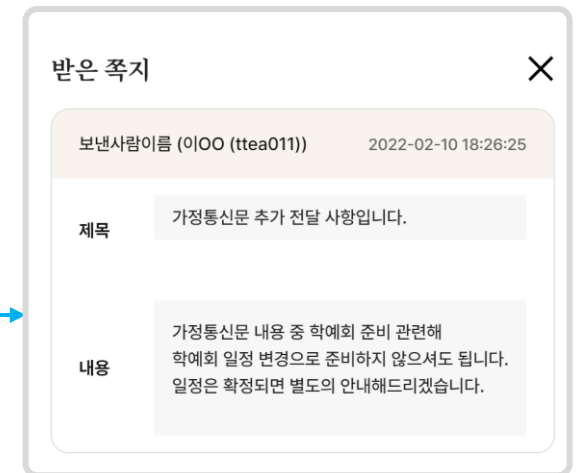 받은 쪽지
보낸사람이름 (이OO (ttea011)) 2022-02-10 18:26:25
제목 가정통신문 추가 전달 사항입니다.
가정통신문 내용 중 학예회 준비 관련해
학예회 일정 변경으로 준비하지 않으셔도 됩니다.
내용
일정은 확정되면 별도의 안내해드리겠습니다.